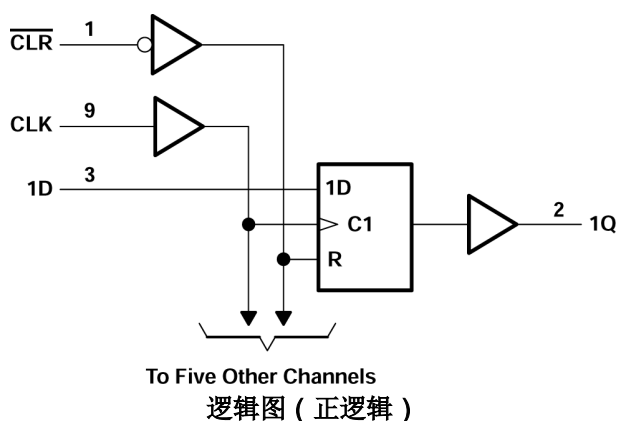 CLR 1
CLK 9
1D 3
1D
C1
R
2 1Q
To Five Other Channels
逻辑图（正逻辑）